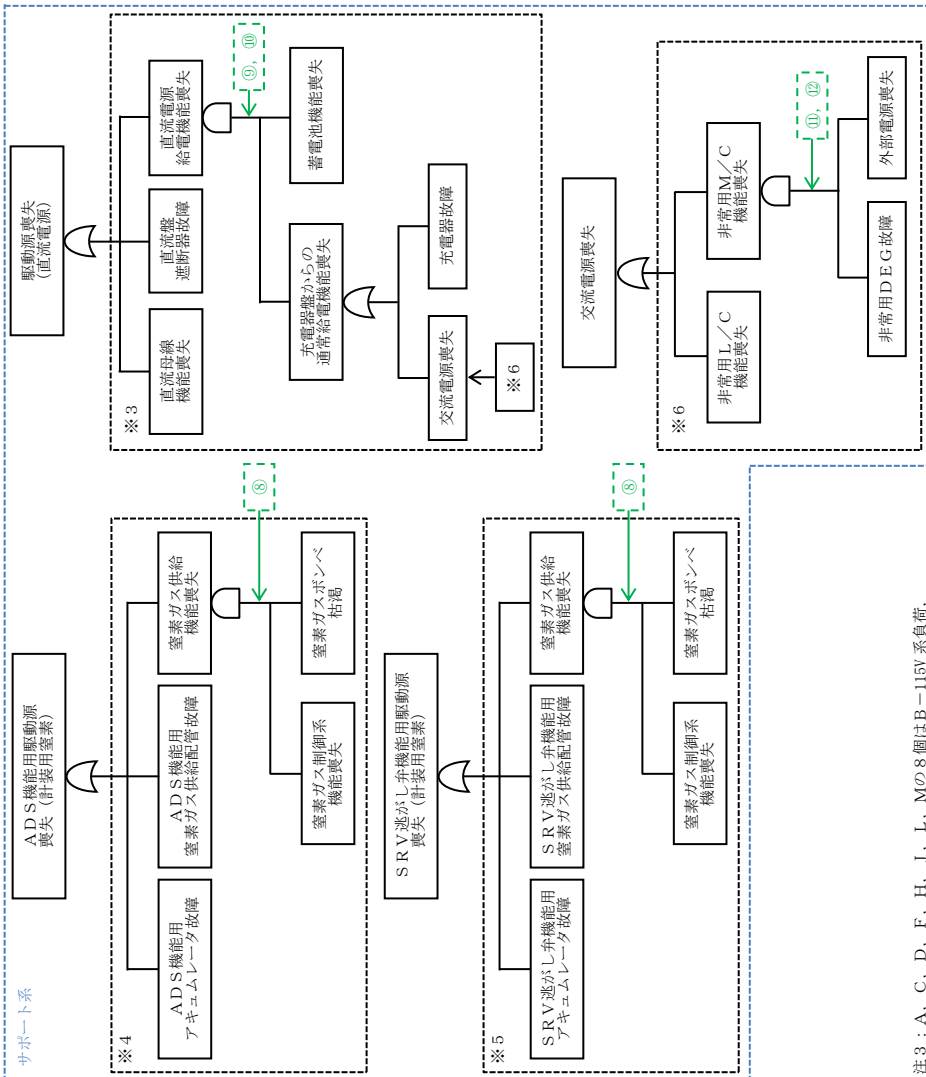 サポート系
ADS機能用駆動源
喪失（計装用窒素）
※4
ADS機能用
アキュムレータ故障
ADS機能用
窒素ガス供給配管故障
窒素ガス供給
機能喪失
⑧
窒素ガス制御系
機能喪失
窒素ガスボンベ
枯渇
SRV逃がし弁機能用駆動源
喪失（計装用窒素）
※5
SRV逃がし弁機能用
アキュムレータ故障
SRV逃がし弁機能用
窒素ガス供給配管故障
窒素ガス供給
機能喪失
⑧
窒素ガス制御系
機能喪失
窒素ガスボンベ
枯渇
駆動源喪失
（直流電源）
※3
直流母線
機能喪失
直流盤
遮断器故障
直流電源
給電機能喪失
⑨，⑩
充電器盤からの
通常給電機能喪失
蓄電池機能喪失
交流電源喪失
充電器故障
※6
交流電源喪失
※6
非常用L／C
機能喪失
非常用M／C
機能喪失
⑪，⑫
非常用DEG故障
外部電源喪失
注3：A，C，D，F，H，J，L，Mの8個はB－115V系負荷，